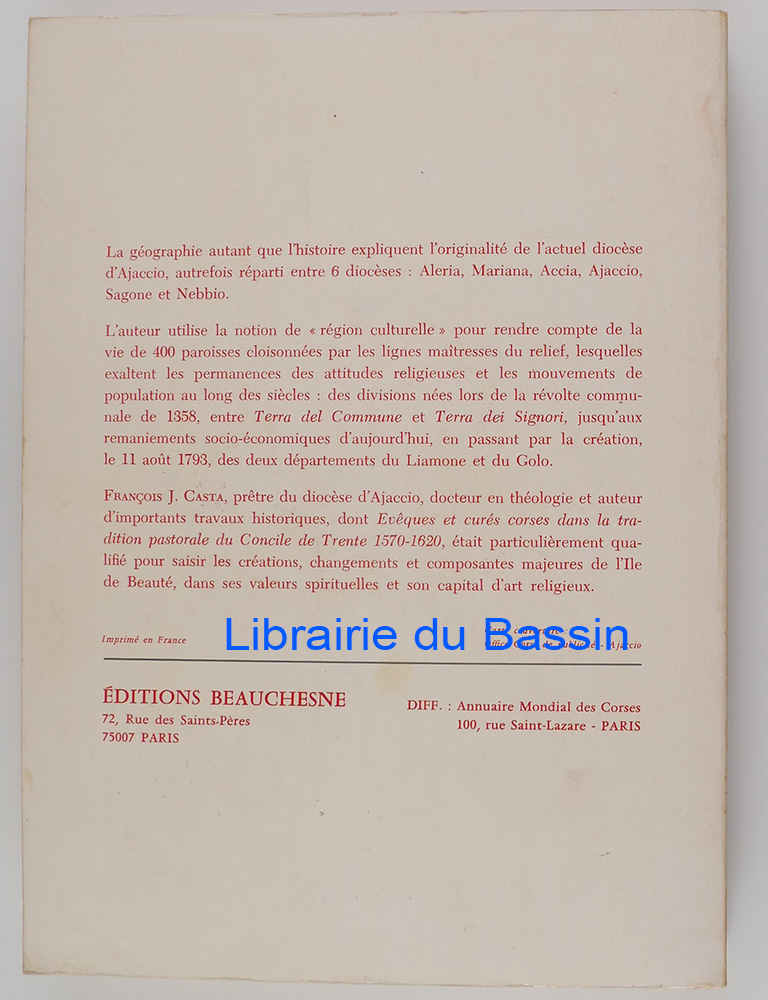 La géographie autant que l'histoire expliquent l'originalité de l'actuel diocèse
d'Ajaccio, autrefois réparti entre 6 diocèses : Aleria, Mariana, Accia, Ajaccio,
Sagone et Nebbio.
L'auteur utilise la notion de « région culturelle » pour rendre compte de la
vie de 400 paroisses cloisonnées par les lignes maîtresses du relief, lesquelles
exaltent les permanences des attitudes religieuses et les mouvements de
population au long des siècles : des divisions nées lors de la révolte commu-
nale de 1358, entre Terra del Commune et Terra dei Signori, jusqu'aux
remaniements socio-économiques d'aujourd'hui, en passant par la création,
le 11 août 1793, des deux départements du Liamone et du Golo.
FRANÇOIS J. CASTA, prêtre du diocèse d'Ajaccio, docteur en théologie et auteur
d'importants travaux historiques, dont Evêques et curés corses dans la tra-
dition pastorale du Concile de Trente 1570-1620, était particulièrement qua-
lifié pour saisir les créations, changements et composantes majeures de l'Ile
de Beauté, dans ses valeurs spirituelles et son capital d'art religieux.
Imprimé en France
Librairie du Bassin
- Ajaccio
ÉDITIONS BEAUCHESNE
72, Rue des Saints-Pères
75007 PARIS
DIFF. : Annuaire Mondial des Corses
100, rue Saint-Lazare - PARIS